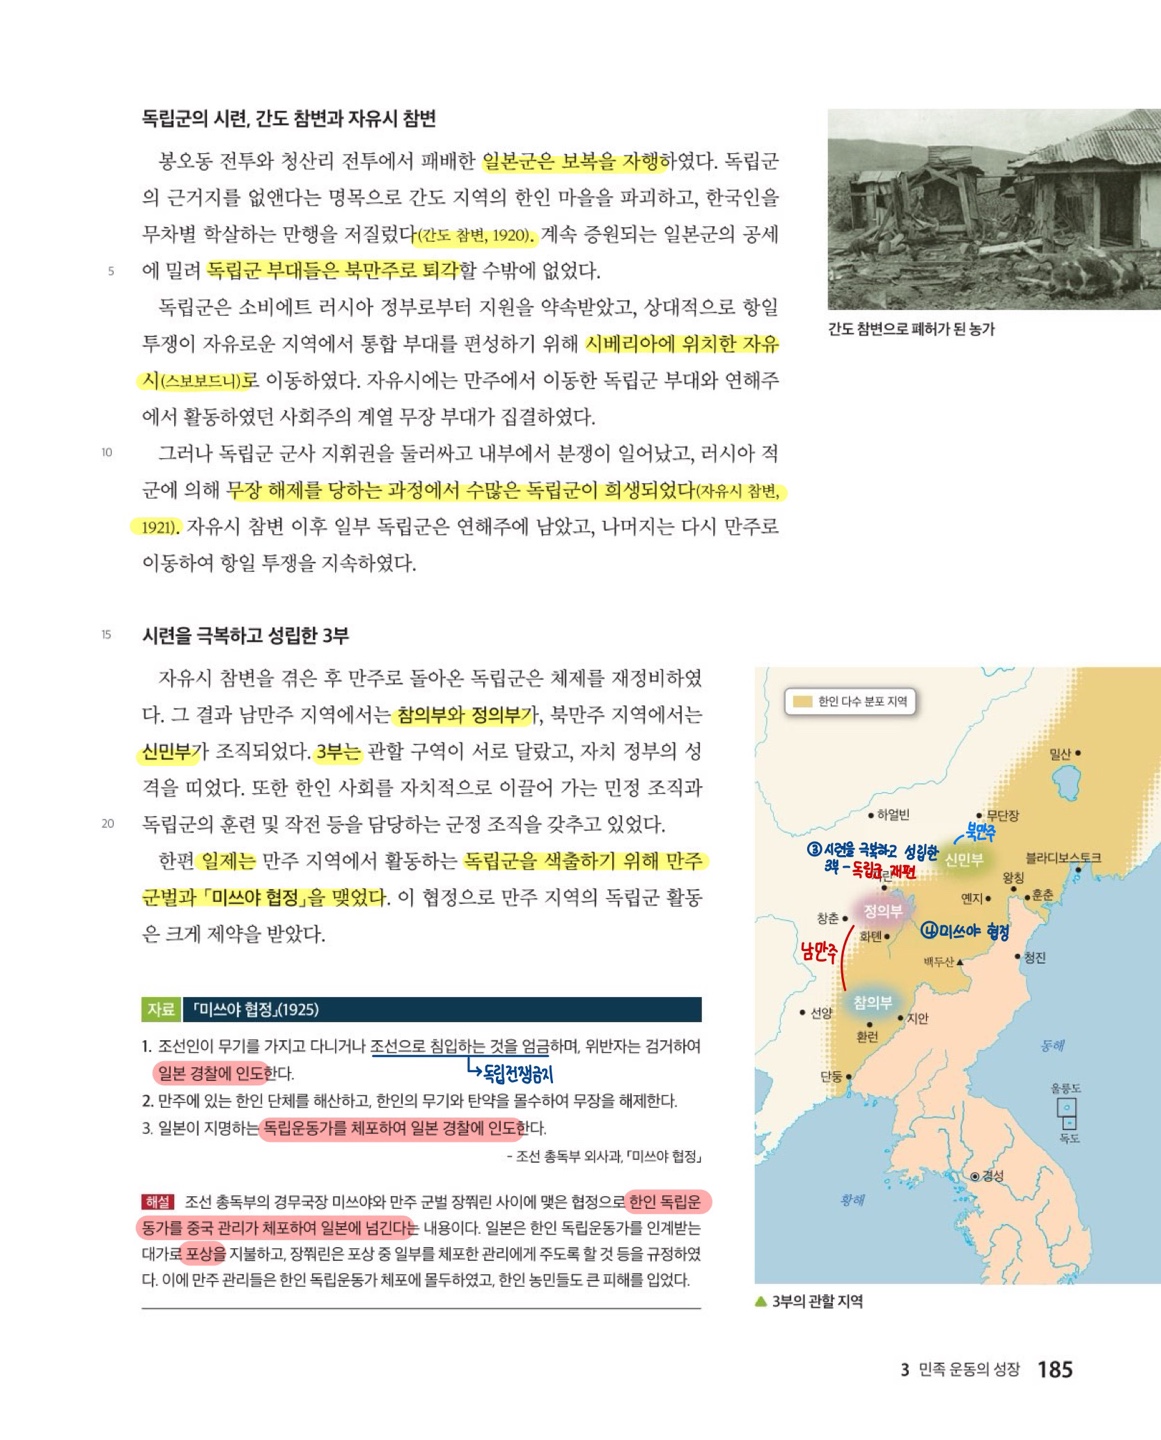 독립군의 시련, 간도 참변과 자유시 참변
봉오동 전투와 청산리 전투에서 패배한 일본군은 보복을 자행하였다. 독립군
의 근거지를 없앤다는 명목으로 간도 지역의 한인 마을을 파괴하고, 한국인을
무차별 학살하는 만행을 저질렀다(간도 참변, 1920). 계속 증원되는 일본군의 공세
5 에 밀려 독립군 부대들은 북만주로 퇴각할 수밖에 없었다.
독립군은 소비에트 러시아 정부로부터 지원을 약속받았고, 상대적으로 항일
투쟁이 자유로운 지역에서 통합 부대를 편성하기 위해 시베리아에 위치한 자유
시(스보보드니)로 이동하였다. 자유시에는 만주에서 이동한 독립군 부대와 연해주
에서 활동하였던 사회주의 계열 무장 부대가 집결하였다.
10 그러나 독립군 군사 지휘권을 둘러싸고 내부에서 분쟁이 일어났고, 러시아 적
군에 의해 무장 해제를 당하는 과정에서 수많은 독립군이 희생되었다(자유시 참변,
1921). 자유시 참변 이후 일부 독립군은 연해주에 남았고, 나머지는 다시 만주로
이동하여 항일 투쟁을 지속하였다.
간도 참변으로 폐허가 된 농가
15 시련을 극복하고 성립한 3부
자유시 참변을 겪은 후 만주로 돌아온 독립군은 체제를 재정비하였
다. 그 결과 남만주 지역에서는 참의부와 정의부가, 북만주 지역에서는
신민부가 조직되었다. 3부는 관할 구역이 서로 달랐고, 자치 정부의 성
격을 띠었다. 또한 한인 사회를 자치적으로 이끌어 가는 민정 조직과
20 독립군의 훈련 및 작전 등을 담당하는 군정 조직을 갖추고 있었다.
한편 일제는 만주 지역에서 활동하는 독립군을 색출하기 위해 만주
군벌과 「미쓰야 협정」을 맺었다. 이 협정으로 만주 지역의 독립군 활동
은 크게 제약을 받았다.
자료 「미쓰야 협정」(1925)
1. 조선인이 무기를 가지고 다니거나 조선으로 침입하는 것을 엄금하며, 위반자는 검거하여
일본 경찰에 인도한다.
독립전쟁금지
2. 만주에 있는 한인 단체를 해산하고, 한인의 무기와 탄약을 몰수하여 무장을 해제한다.
3. 일본이 지명하는 독립운동가를 체포하여 일본 경찰에 인도한다.
- 조선 총독부 외사과, 「미쓰야 협정」
해설 조선 총독부의 경무국장 미쓰야와 만주 군벌 장쭤린 사이에 맺은 협정으로 한인 독립운
동가를 중국 관리가 체포하여 일본에 넘긴다는 내용이다. 일본은 한인 독립운동가를 인계받는
대가로 포상을 지불하고, 장쭤린은 포상 중 일부를 체포한 관리에게 주도록 할 것 등을 규정하였
다. 이에 만주 관리들은 한인 독립운동가 체포에 몰두하였고, 한인 농민들도 큰 피해를 입었다.
한인 다수 분포 지역
밀산
하얼빈
무단장
북만주
③ 시련을 극복하고 성립한
3부 - 독립군 재편
신민부
블라디보스토크
린
왕칭
옌지
훈춘
정의부
창춘
화뎬
④ 미쓰야 협정
남만주
백두산
청진
참의부
선양
지안
환런
동해
단둥
울릉도
독도
경성
황해
▲ 3부의 관할 지역
3 민족 운동의 성장 185